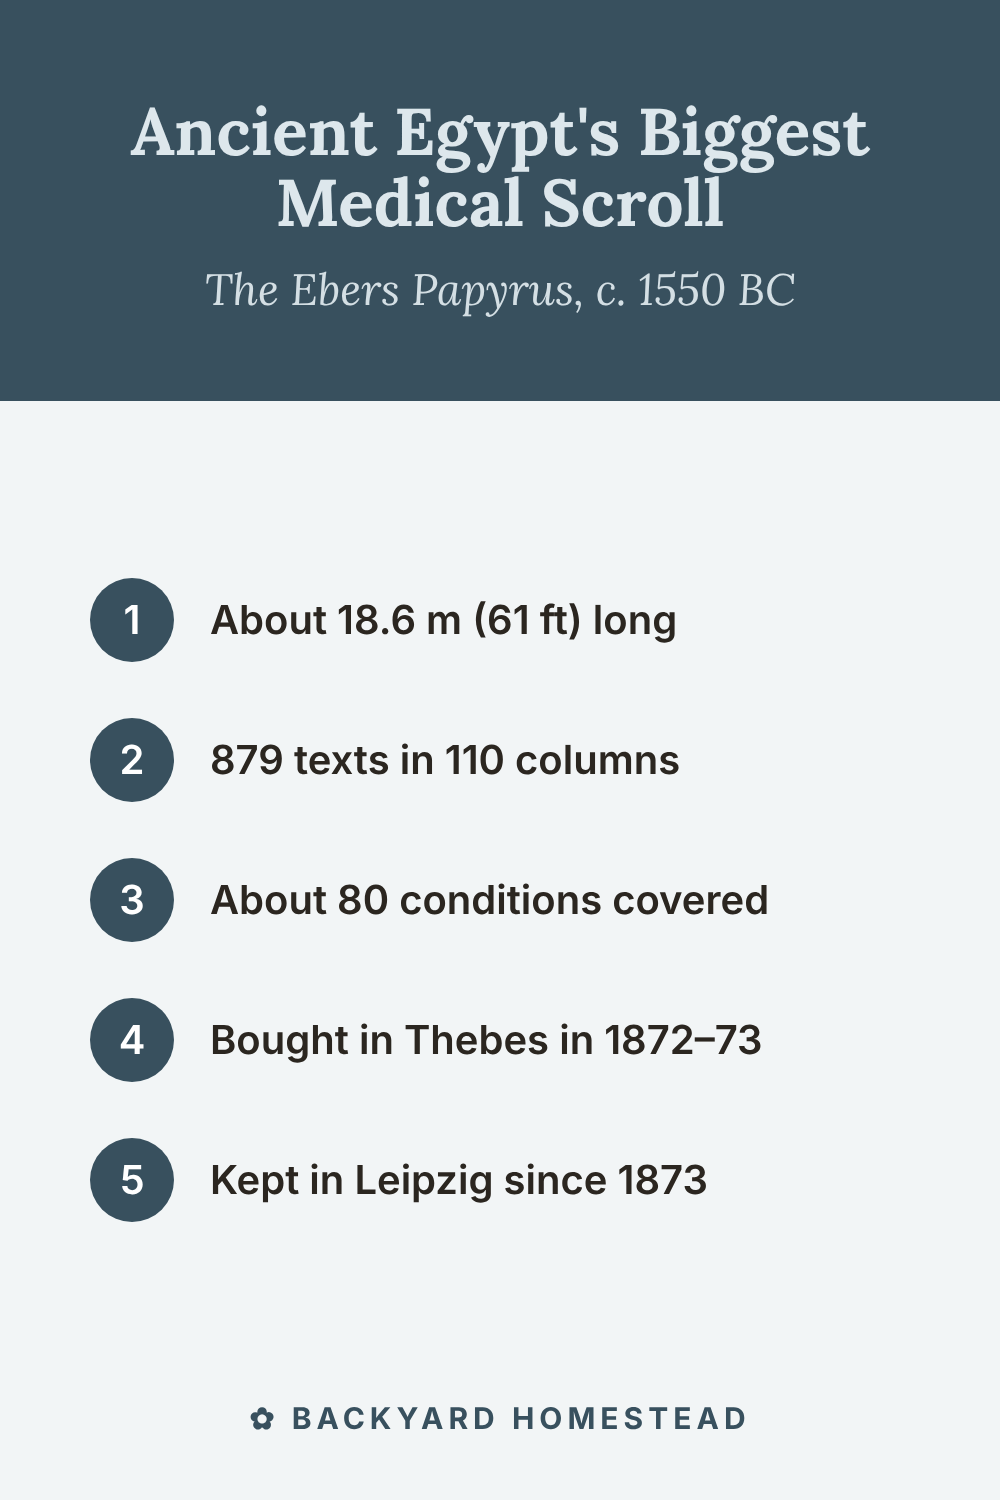 Ancient Egypt's Biggest
Medical Scroll
The Ebers Papyrus, c. 1550 BC
1 About 18.6 m (61 ft) long
2 879 texts in 110 columns
3 About 80 conditions covered
4 Bought in Thebes in 1872–73
5 Kept in Leipzig since 1873
✿ BACKYARD HOMESTEAD